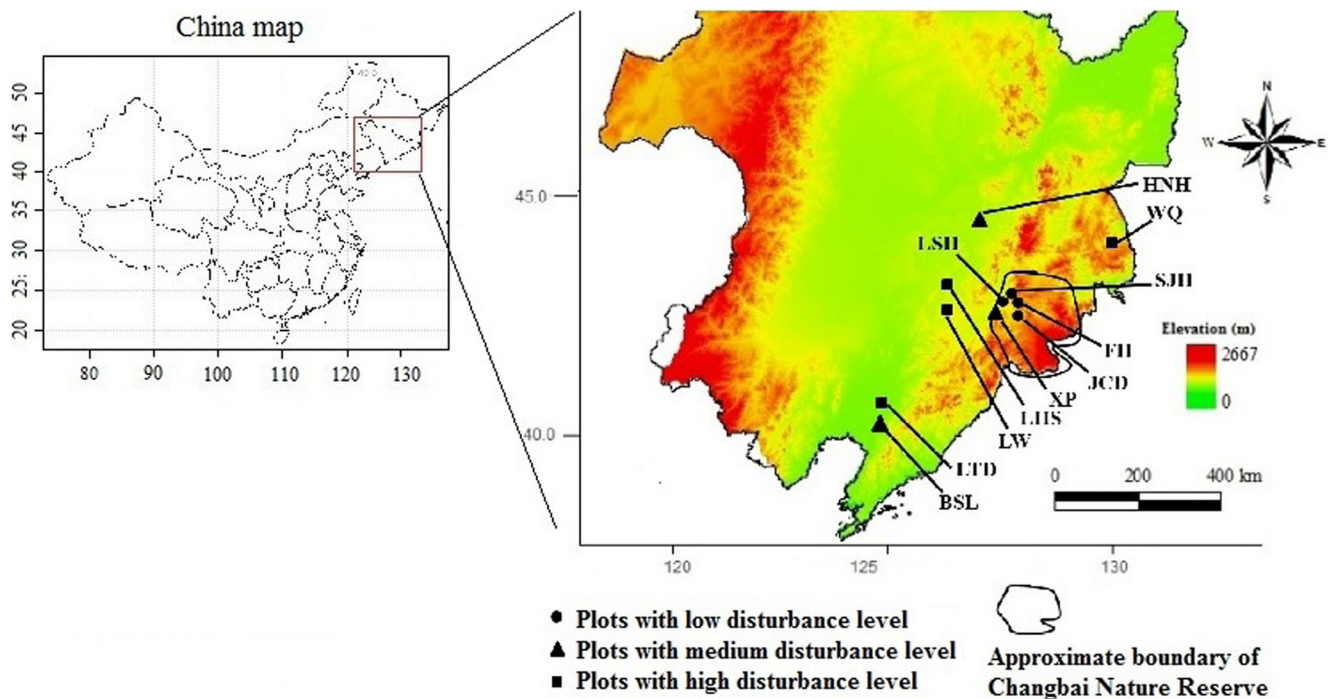 China map
50
45
40
35
30
25
20
80
90
100
110
120
130
45.0
40.0
120
125
130
N
W
E
S
HNH
WQ
LSH
SJH
FH
JCD
XP
LHS
LW
LTD
BSL
Elevation (m)
2667
0
0 200 400 km
Plots with low disturbance level
Plots with medium disturbance level
Plots with high disturbance level
Approximate boundary of
Changbai Nature Reserve